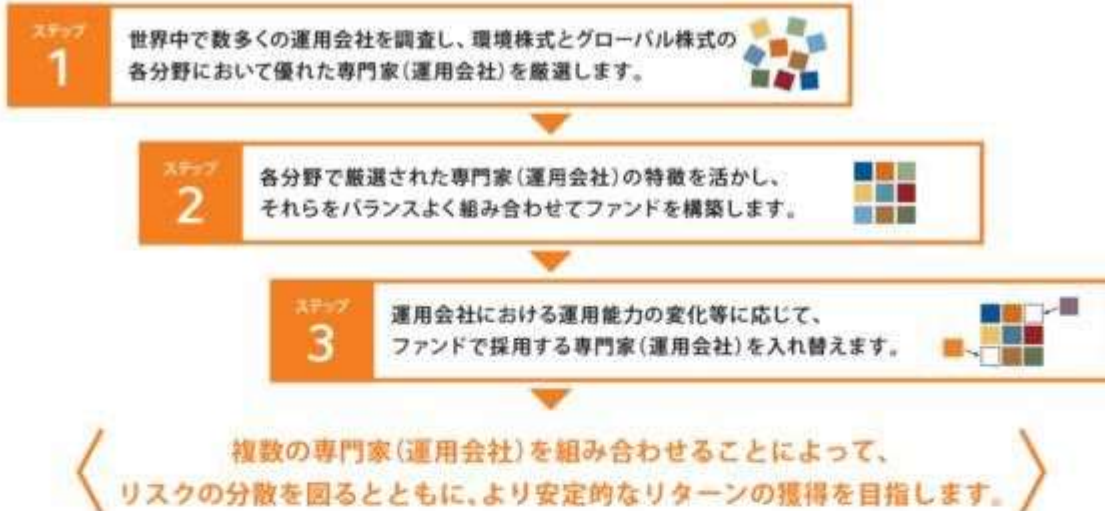 ステップ
1
世界中で数多くの運用会社を調査し、環境株式とグローバル株式の
各分野において優れた専門家(運用会社)を厳選します。
ステップ
2
各分野で厳選された専門家(運用会社)の特徴を活かし、
それらをバランスよく組み合わせてファンドを構築します。
ステップ
3
運用会社における運用能力の変化等に応じて、
ファンドで採用する専門家(運用会社)を入れ替えます。
複数の専門家(運用会社)を組み合わせることによって、
リスクの分散を図るとともに、より安定的なリターンの獲得を目指します。